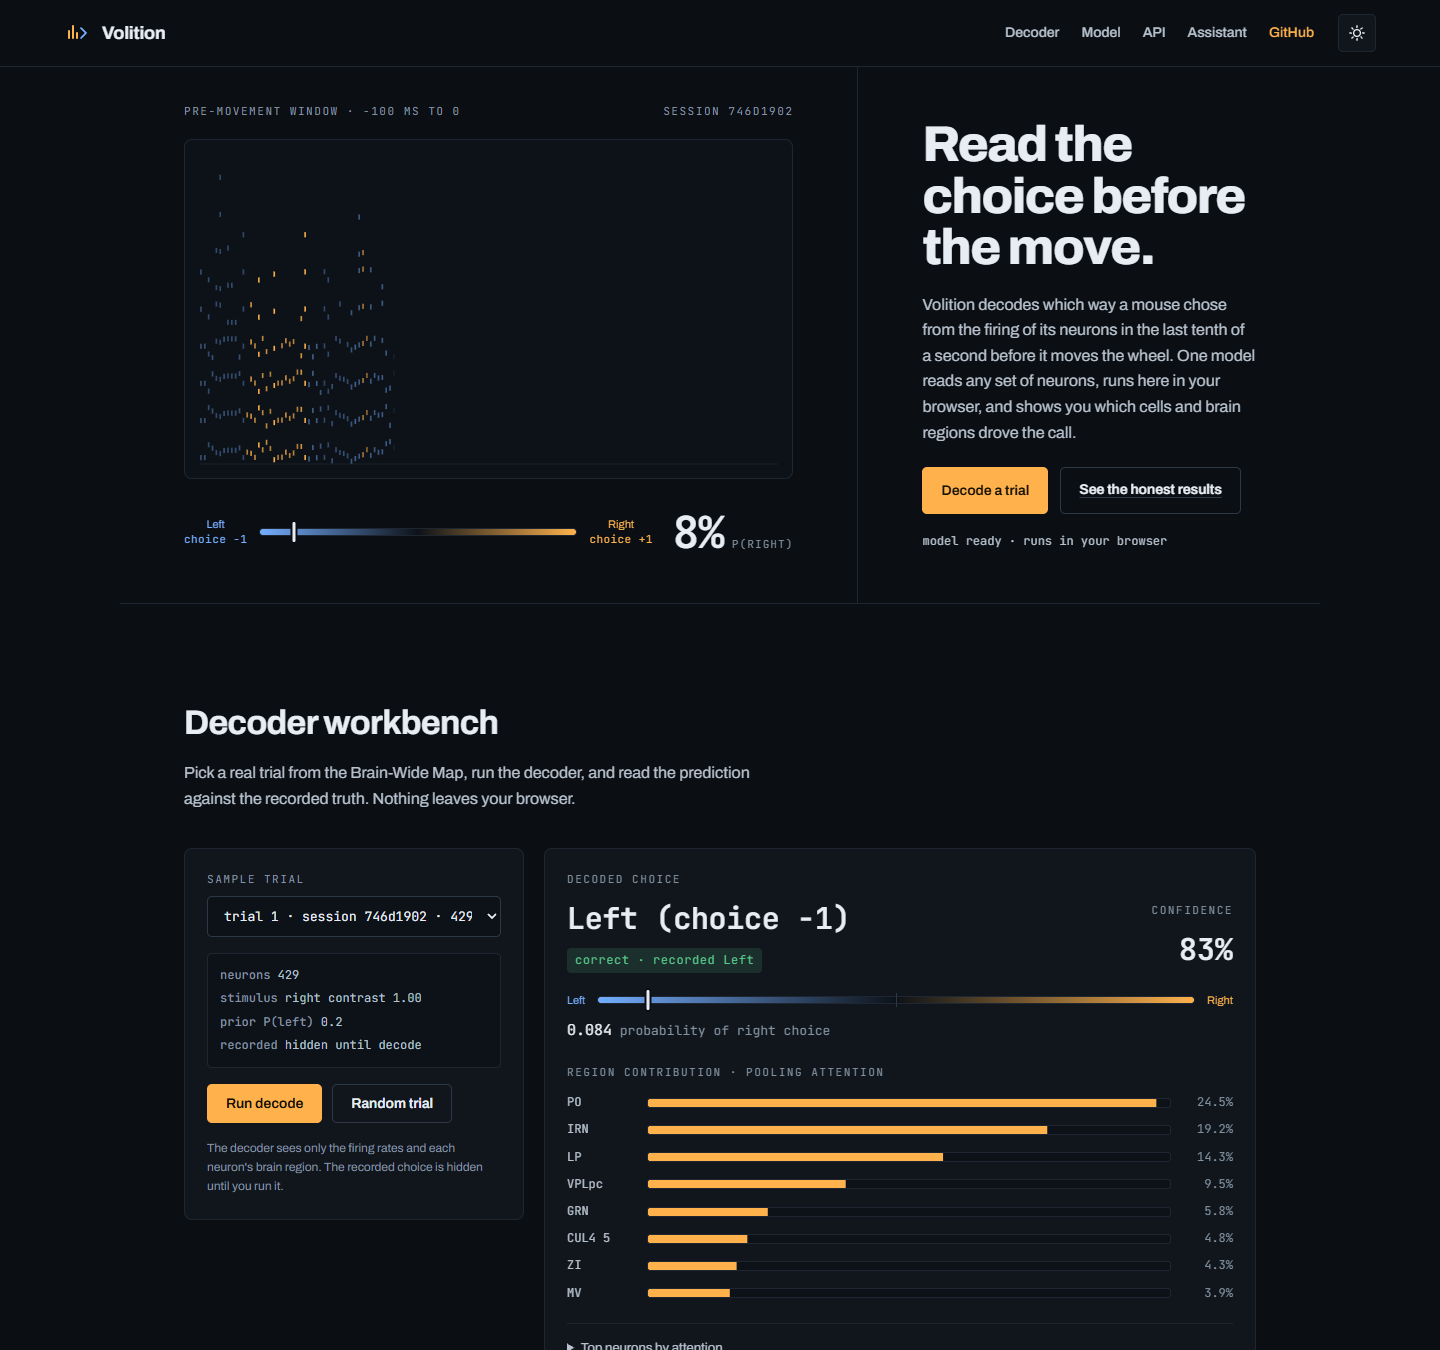 Volition
Decoder
Model
API
Assistant
GitHub
PRE-MOVEMENT WINDOW · -100 MS TO 0
SESSION 746D1902
Left
choice -1
Right
choice +1
8% P(RIGHT)
Read the
choice before
the move.
Volition decodes which way a mouse chose
from the firing of its neurons in the last tenth of
a second before it moves the wheel. One model
reads any set of neurons, runs here in your
browser, and shows you which cells and brain
regions drove the call.
Decode a trial
See the honest results
model ready · runs in your browser
Decoder workbench
Pick a real trial from the Brain-Wide Map, run the decoder, and read the prediction
against the recorded truth. Nothing leaves your browser.
SAMPLE TRIAL
trial 1 · session 746d1902 · 429
neurons 429
stimulus right contrast 1.00
prior P(left) 0.2
recorded hidden until decode
Run decode
Random trial
The decoder sees only the firing rates and each
neuron's brain region. The recorded choice is hidden
until you run it.
DECODED CHOICE
Left (choice -1)
correct · recorded Left
CONFIDENCE
83%
Left
Right
0.084 probability of right choice
REGION CONTRIBUTION · POOLING ATTENTION
PO 24.5%
IRN 19.2%
LP 14.3%
VPLpc 9.5%
GRN 5.8%
CUL4 5 4.8%
ZI 4.3%
MV 3.9%
Top neurons by attention